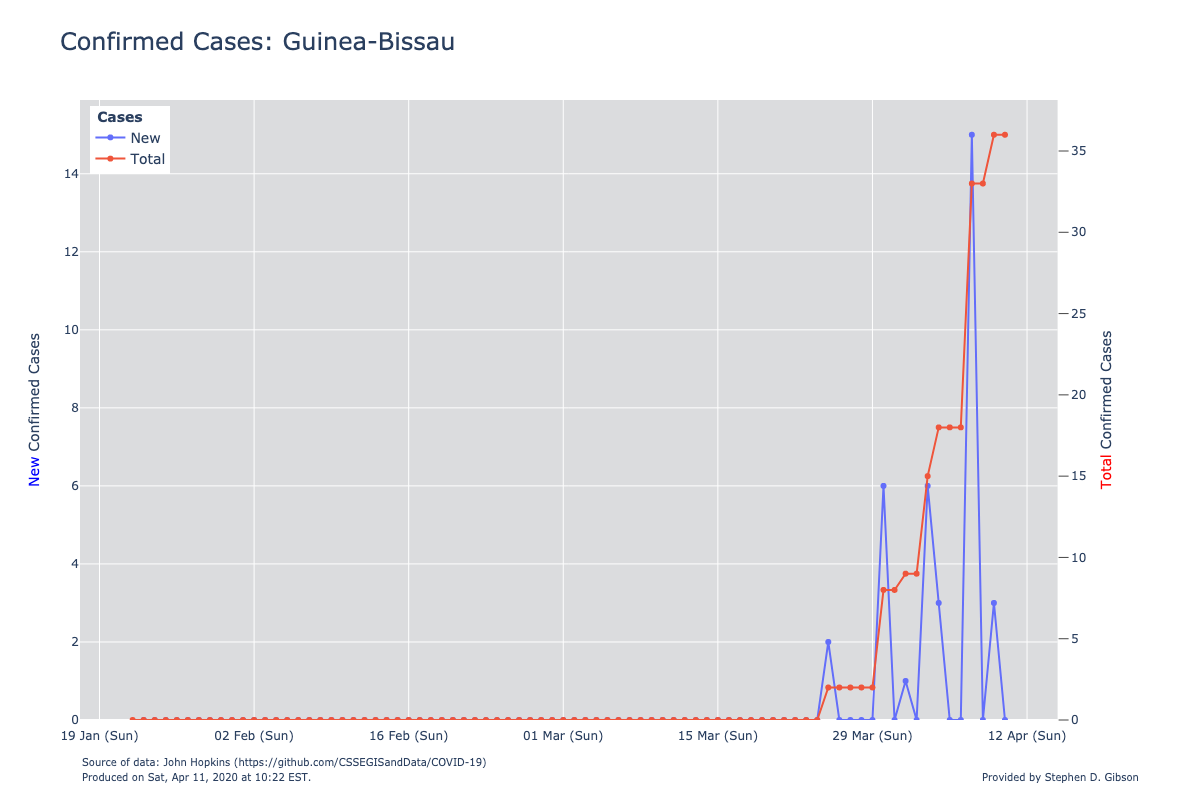 Confirmed Cases: Guinea-Bissau
Cases
New
Total
14
12
10
8
6
4
2
0
35
30
25
20
15
10
5
0
New Confirmed Cases
Total Confirmed Cases
19 Jan (Sun)
02 Feb (Sun)
16 Feb (Sun)
01 Mar (Sun)
15 Mar (Sun)
29 Mar (Sun)
12 Apr (Sun)
Source of data: John Hopkins (https://github.com/CSSEGISandData/COVID-19)
Produced on Sat, Apr 11, 2020 at 10:22 EST.
Provided by Stephen D. Gibson